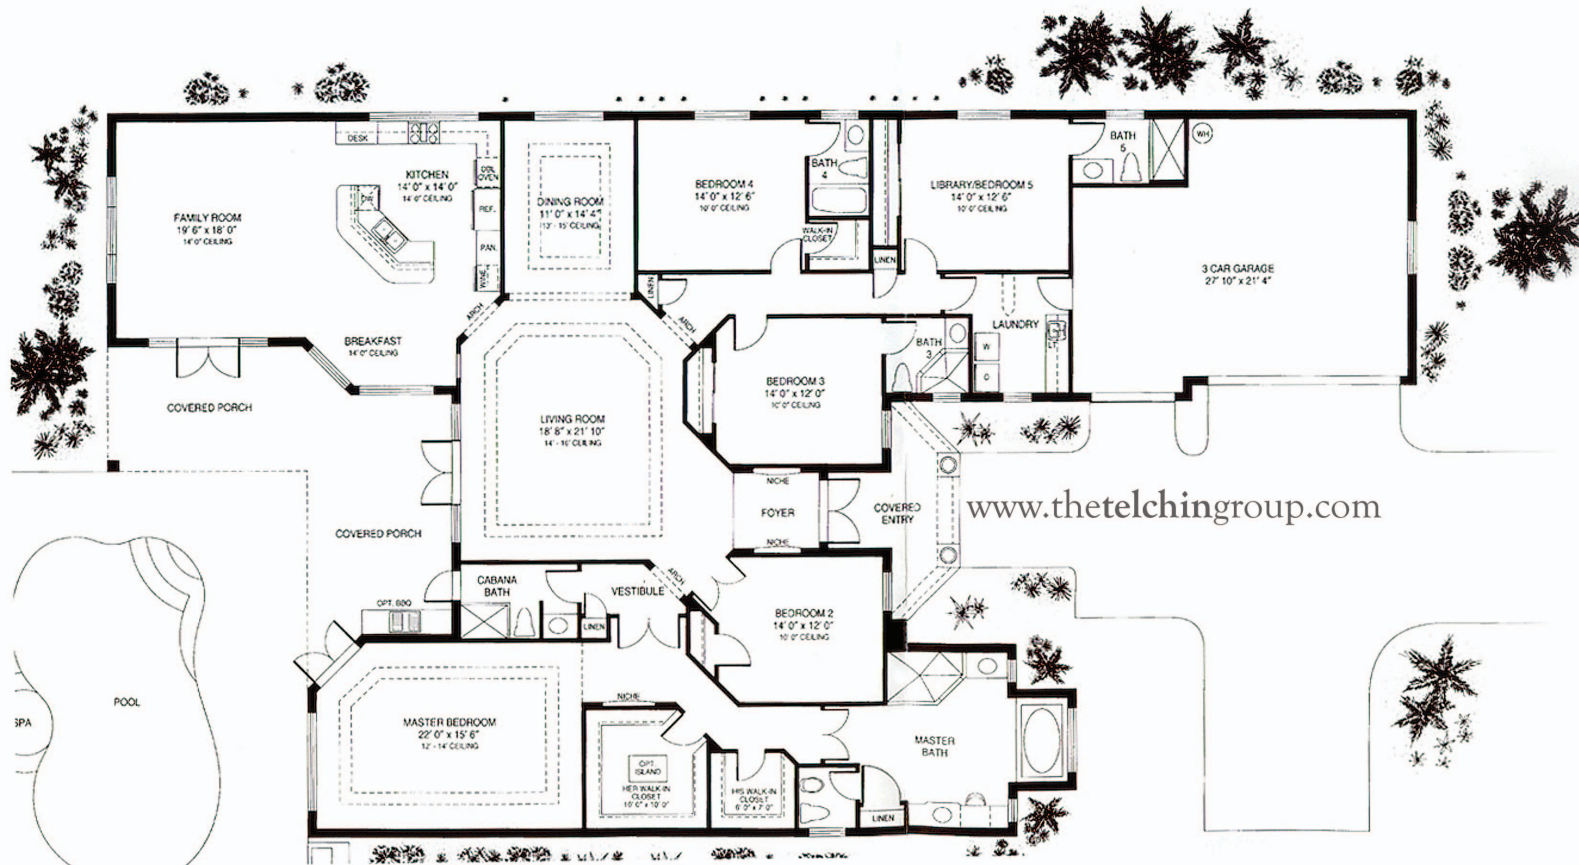 FAMILY ROOM
19' 6" x 18' 0"
14' 0" CEILING
DESK
KITCHEN
14' 0" x 14' 0"
14' 0" CEILING
DW
DBL
OVEN
REF.
PAN.
WINE
ARCH
BREAKFAST
14' 0" CEILING
DINING ROOM
11' 0" x 14' 4"
13' - 15' CEILING
BEDROOM 4
14' 0" x 12' 6"
10' 0" CEILING
BATH
4
WALK-IN
CLOSET
LINEN
LINEN
ARCH
LIBRARY/BEDROOM 5
14' 0" x 12' 6"
10' 0" CEILING
BATH
5
WH
3 CAR GARAGE
27' 10" x 21' 4"
LAUNDRY
W
D
LT.
BATH
3
BEDROOM 3
14' 0" x 12' 0"
10' 0" CEILING
COVERED PORCH
LIVING ROOM
18' 8" x 21' 10"
14' - 16' CEILING
NICHE
FOYER
NICHE
COVERED
ENTRY
www.thetelchingroup.com
COVERED PORCH
OPT. BBQ
CABANA
BATH
LINEN
VESTIBULE
ARCH
BEDROOM 2
14' 0" x 12' 0"
10' 0" CEILING
POOL
SPA
MASTER BEDROOM
22' 0" x 15' 6"
12' - 14' CEILING
NICHE
OPT.
ISLAND
HER WALK-IN
CLOSET
10' 0" x 10' 0"
HIS WALK-IN
CLOSET
6' 0" x 7' 0"
MASTER
BATH
LINEN